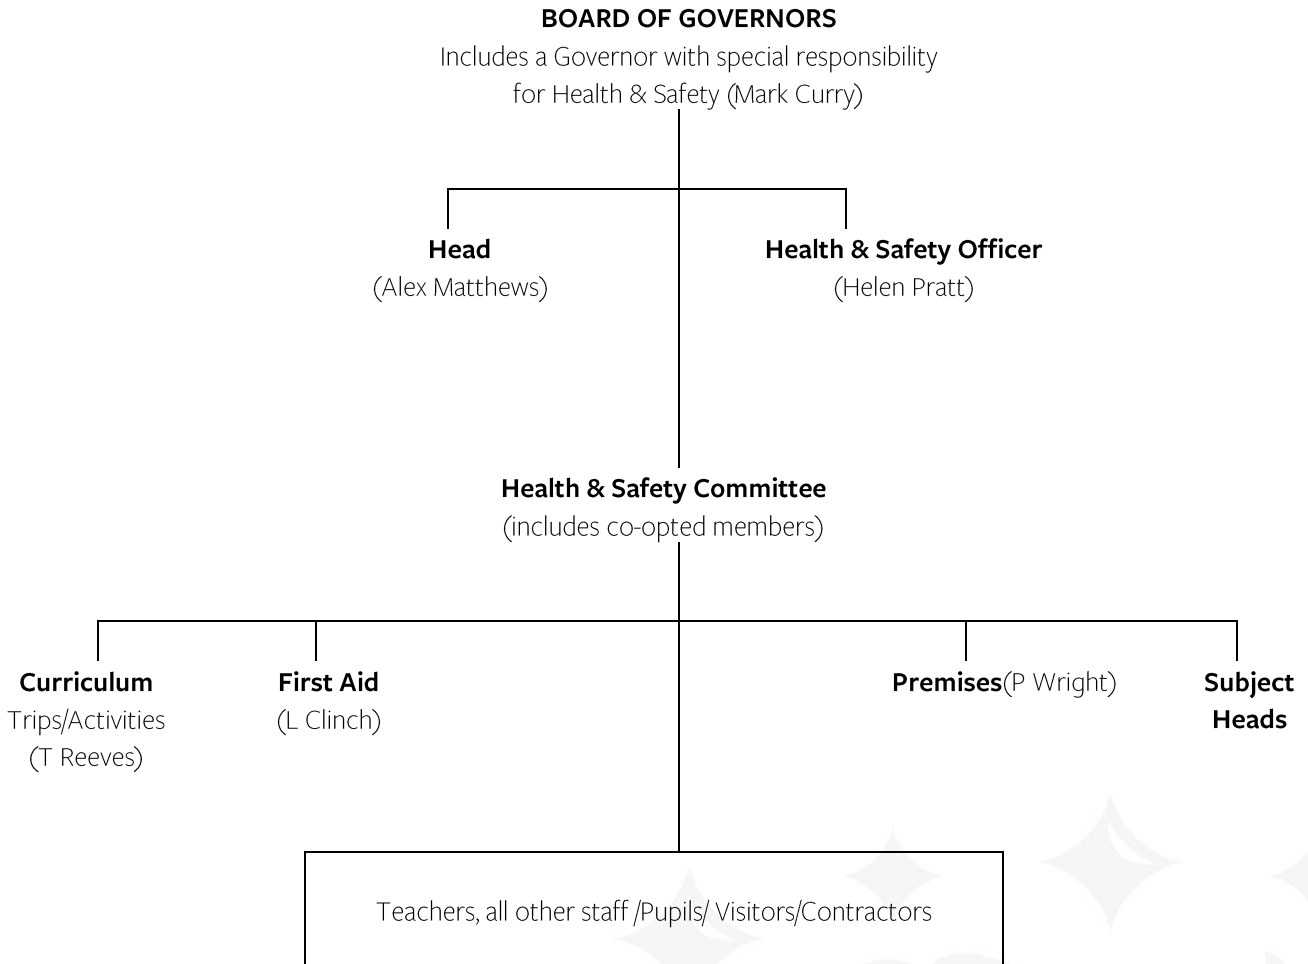 BOARD OF GOVERNORS
Includes a Governor with special responsibility
for Health & Safety (Mark Curry)
Head
(Alex Matthews)
Health & Safety Officer
(Helen Pratt)
Health & Safety Committee
(includes co-opted members)
Curriculum
Trips/Activities
(T Reeves)
First Aid
(L Clinch)
Premises(P Wright)
Subject
Heads
Teachers, all other staff /Pupils/ Visitors/Contractors